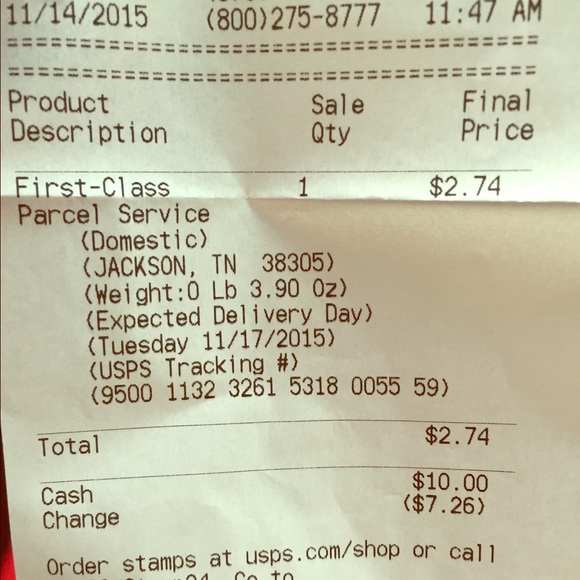 11/14/2015 (800)275-8777 11:47 AM
========================================
========================================
Product Sale Final
Description Qty Price
First-Class 1 $2.74
Parcel Service
(Domestic)
(JACKSON, TN 38305)
(Weight:0 Lb 3.90 Oz)
(Expected Delivery Day)
(Tuesday 11/17/2015)
(USPS Tracking #)
(9500 1132 3261 5318 0055 59)
Total $2.74
Cash $10.00
Change ($7.26)
Order stamps at usps.com/shop or call
Go to